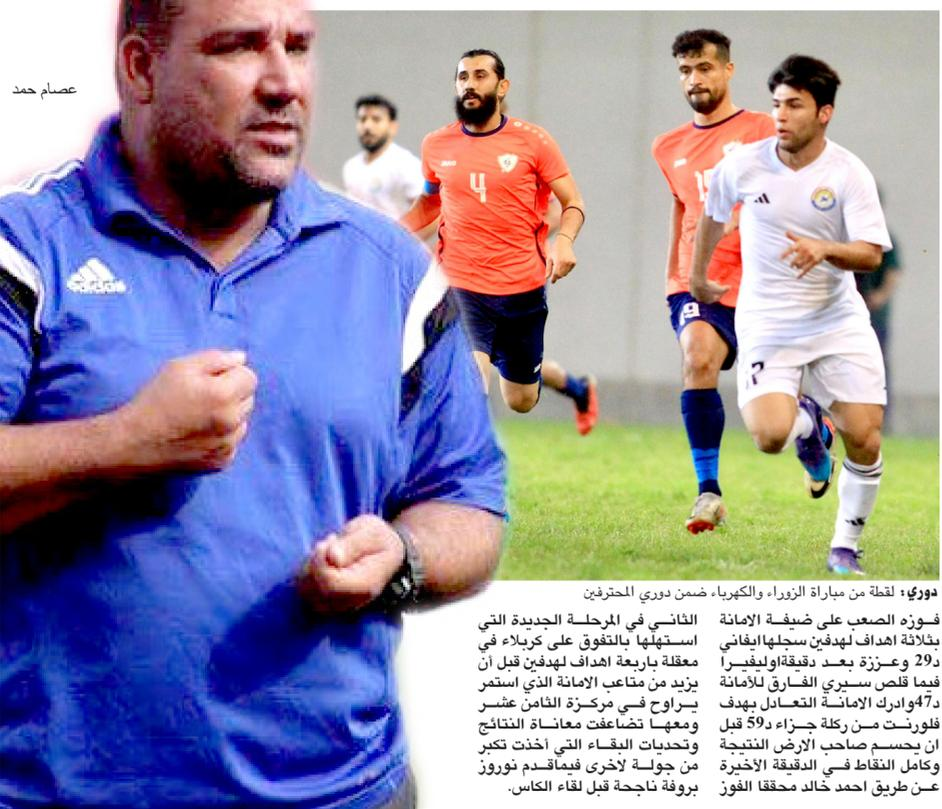 عصام حمد
adidas
4
دوري: لقطة من مباراة الزوراء والكهرباء ضمن دوري المحترفين
فوزه الصعب على ضيفة الامانة
بثلاثة اهداف لهدفين سجلها ايفاني
د29 وعززة بعد دقيقة اوليفيرا
فيما قلص سيري الفارق للأمانة
د47 وادرك الامانة التعادل بهدف
فلورنت من ركلة جزاء د59 قبل
ان يحسم صاحب الارض النتيجة
وكامل النقاط في الدقيقة الأخيرة
عن طريق احمد خالد محققا الفوز
الثاني في المرحلة الجديدة التي
استهلها بالتفوق على كربلاء في
معقلة باربعة اهداف لهدفين قبل أن
يزيد من متاعب الامانة الذي استمر
يراوح في مركزة الثامن عشر
ومعها تضاعفت معاناة النتائج
وتحديات البقاء التي أخذت تكبر
من جولة لاخرى فيماقدم نوروز
بروفة ناجحة قبل لقاء الكاس.